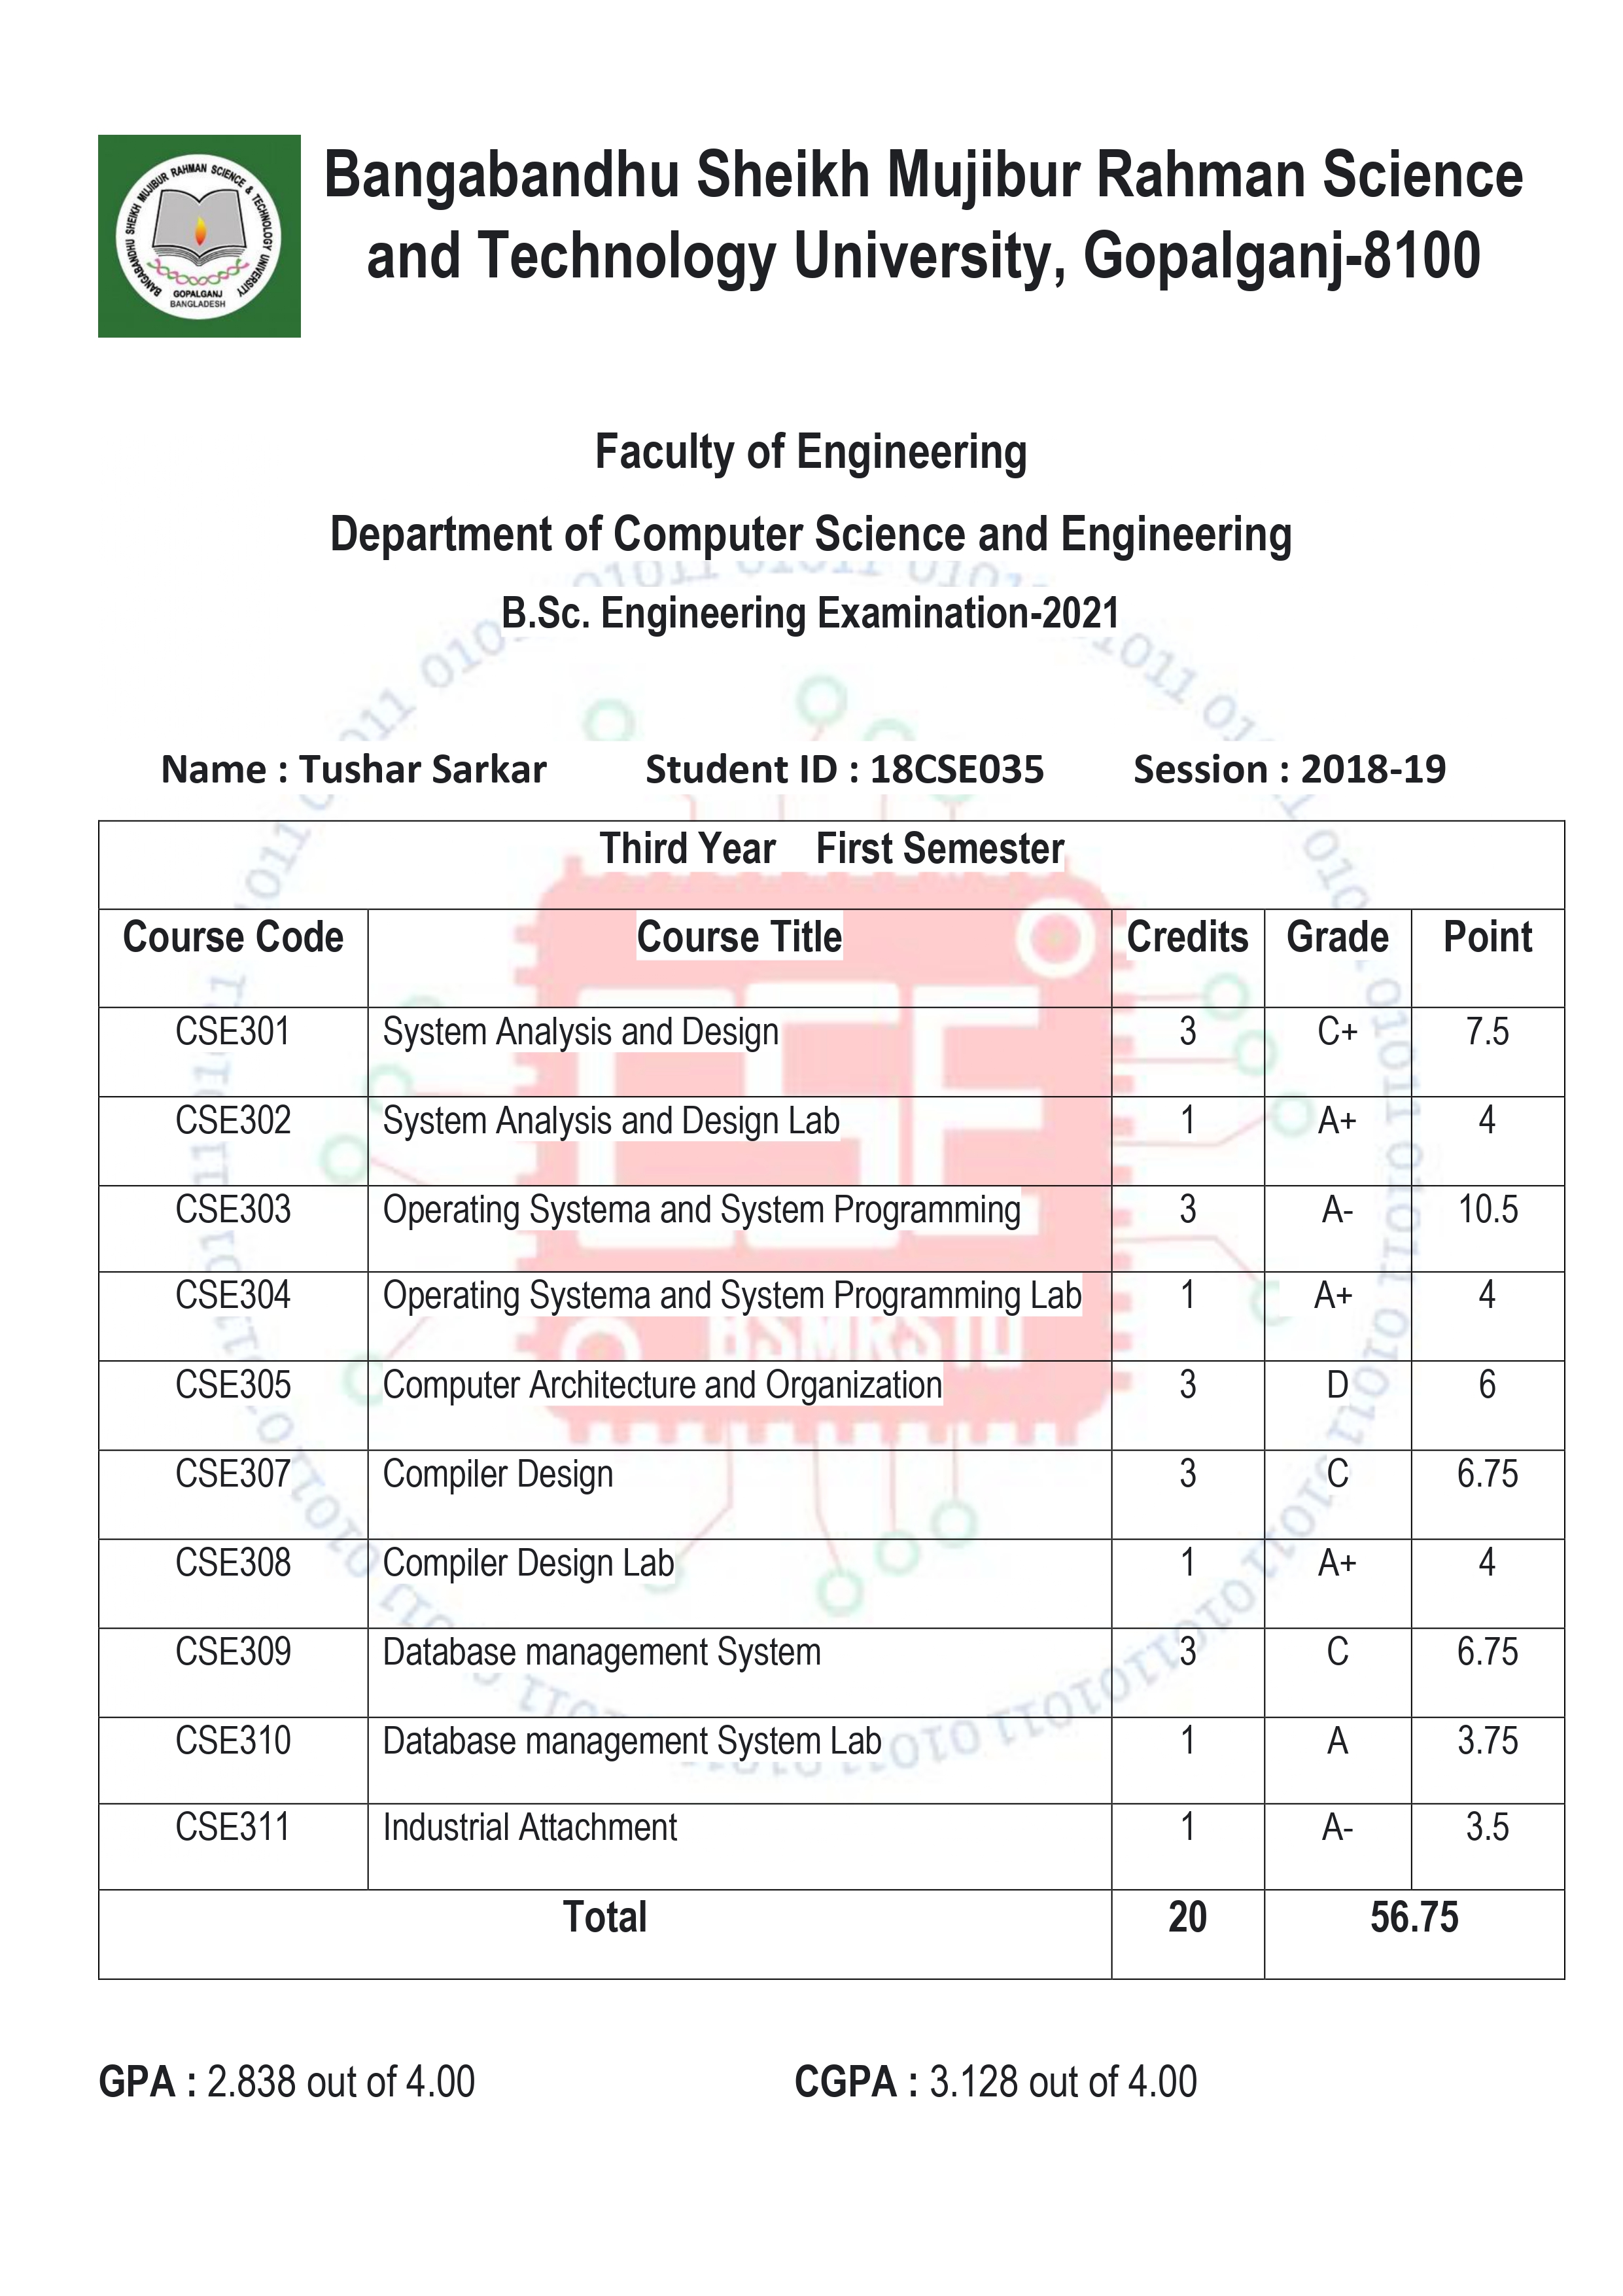 BANGABANDHU SHEIKH MUJIBUR RAHMAN SCIENCE & TECHNOLOGY UNIVERSITY
GOPALGANJ
BANGLADESH
Bangabandhu Sheikh Mujibur Rahman Science
and Technology University, Gopalganj-8100
Faculty of Engineering
Department of Computer Science and Engineering
B.Sc. Engineering Examination-2021
Name : Tushar Sarkar Student ID : 18CSE035 Session : 2018-19
Third Year First Semester
Course Code Course Title Credits Grade Point
CSE301 System Analysis and Design 3 C+ 7.5
CSE302 System Analysis and Design Lab 1 A+ 4
CSE303 Operating Systema and System Programming 3 A- 10.5
CSE304 Operating Systema and System Programming Lab 1 A+ 4
CSE305 Computer Architecture and Organization 3 D 6
CSE307 Compiler Design 3 C 6.75
CSE308 Compiler Design Lab 1 A+ 4
CSE309 Database management System 3 C 6.75
CSE310 Database management System Lab 1 A 3.75
CSE311 Industrial Attachment 1 A- 3.5
Total 20 56.75
GPA : 2.838 out of 4.00 CGPA : 3.128 out of 4.00
CSE
BSMRSTU